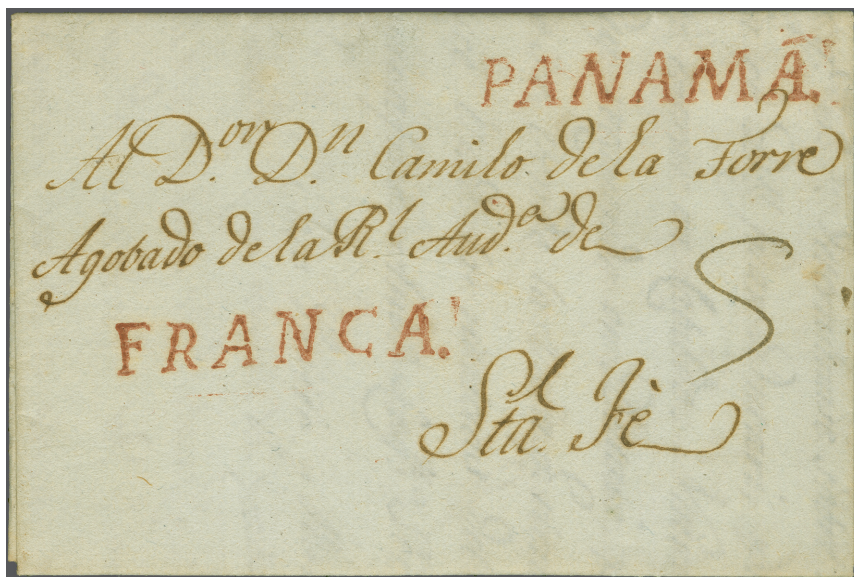 PANAMÁ.
Al D.or D.n Camilo de la Torre
Agobado de la R.l Aud.a de
FRANCA.
S
Sta. Fè